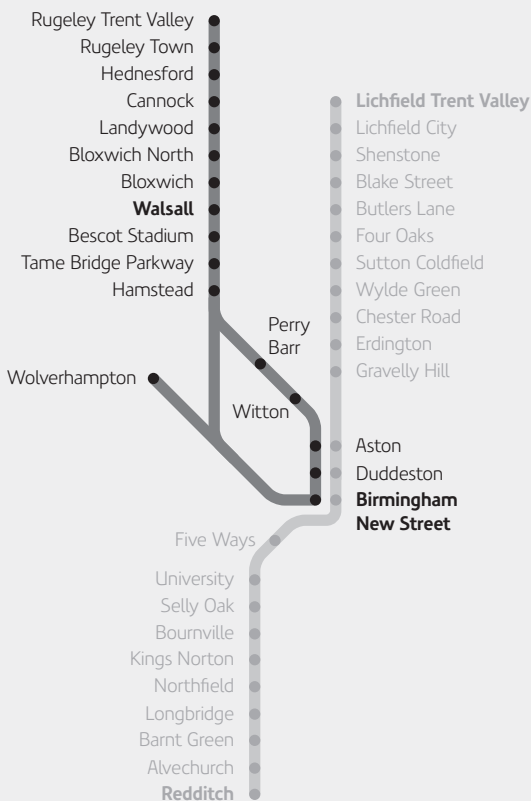 Rugeley Trent Valley
Rugeley Town
Hednesford
Cannock
Landywood
Bloxwich North
Bloxwich
Walsall
Bescot Stadium
Tame Bridge Parkway
Hamstead
Perry
Barr
Wolverhampton
Witton
Lichfield Trent Valley
Lichfield City
Shenstone
Blake Street
Butlers Lane
Four Oaks
Sutton Coldfield
Wylde Green
Chester Road
Erdington
Gravelly Hill
Aston
Duddeston
Birmingham
New Street
Five Ways
University
Selly Oak
Bournville
Kings Norton
Northfield
Longbridge
Barnt Green
Alvechurch
Redditch